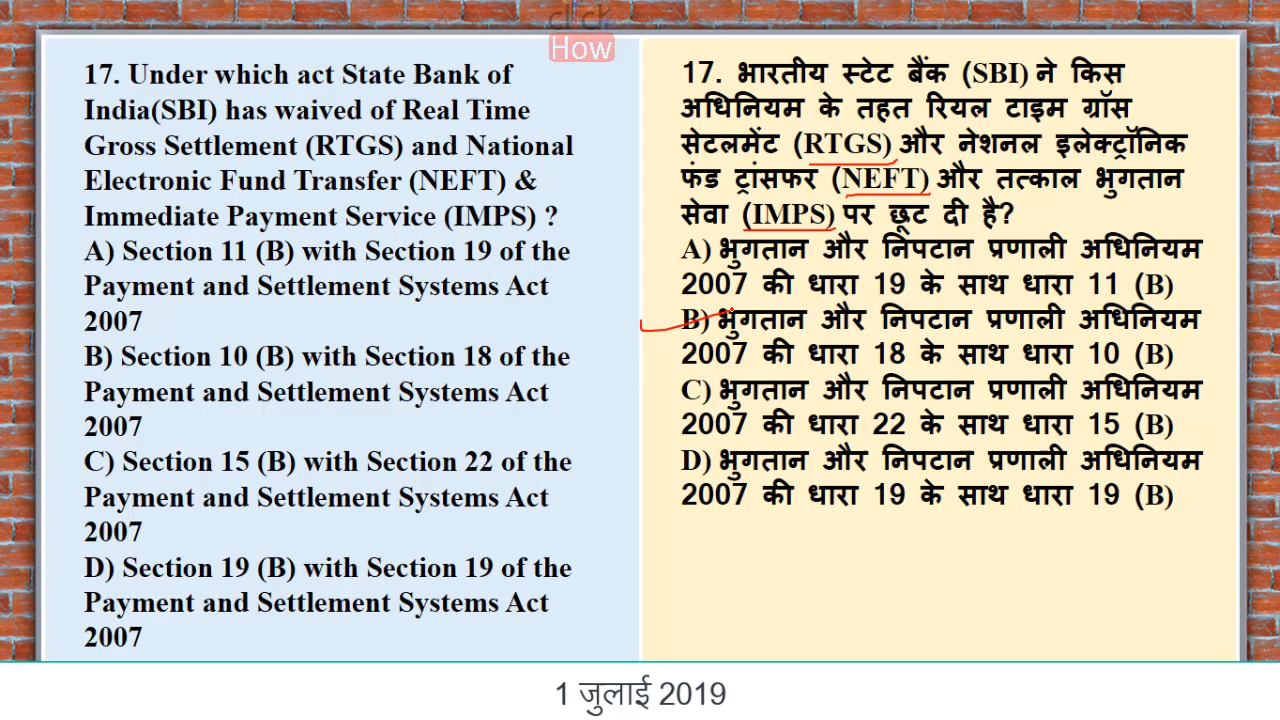 click
How
17. Under which act State Bank of
India(SBI) has waived of Real Time
Gross Settlement (RTGS) and National
Electronic Fund Transfer (NEFT) &
Immediate Payment Service (IMPS) ?
A) Section 11 (B) with Section 19 of the
Payment and Settlement Systems Act
2007
B) Section 10 (B) with Section 18 of the
Payment and Settlement Systems Act
2007
C) Section 15 (B) with Section 22 of the
Payment and Settlement Systems Act
2007
D) Section 19 (B) with Section 19 of the
Payment and Settlement Systems Act
2007
17. भारतीय स्टेट बैंक (SBI) ने किस
अधिनियम के तहत रियल टाइम ग्रॉस
सेटलमेंट (RTGS) और नेशनल इलेक्ट्रॉनिक
फंड ट्रांसफर (NEFT) और तत्काल भुगतान
सेवा (IMPS) पर छूट दी है?
A) भुगतान और निपटान प्रणाली अधिनियम
2007 की धारा 19 के साथ धारा 11 (B)
B) भुगतान और निपटान प्रणाली अधिनियम
2007 की धारा 18 के साथ धारा 10 (B)
C) भुगतान और निपटान प्रणाली अधिनियम
2007 की धारा 22 के साथ धारा 15 (B)
D) भुगतान और निपटान प्रणाली अधिनियम
2007 की धारा 19 के साथ धारा 19 (B)
1 जुलाई 2019